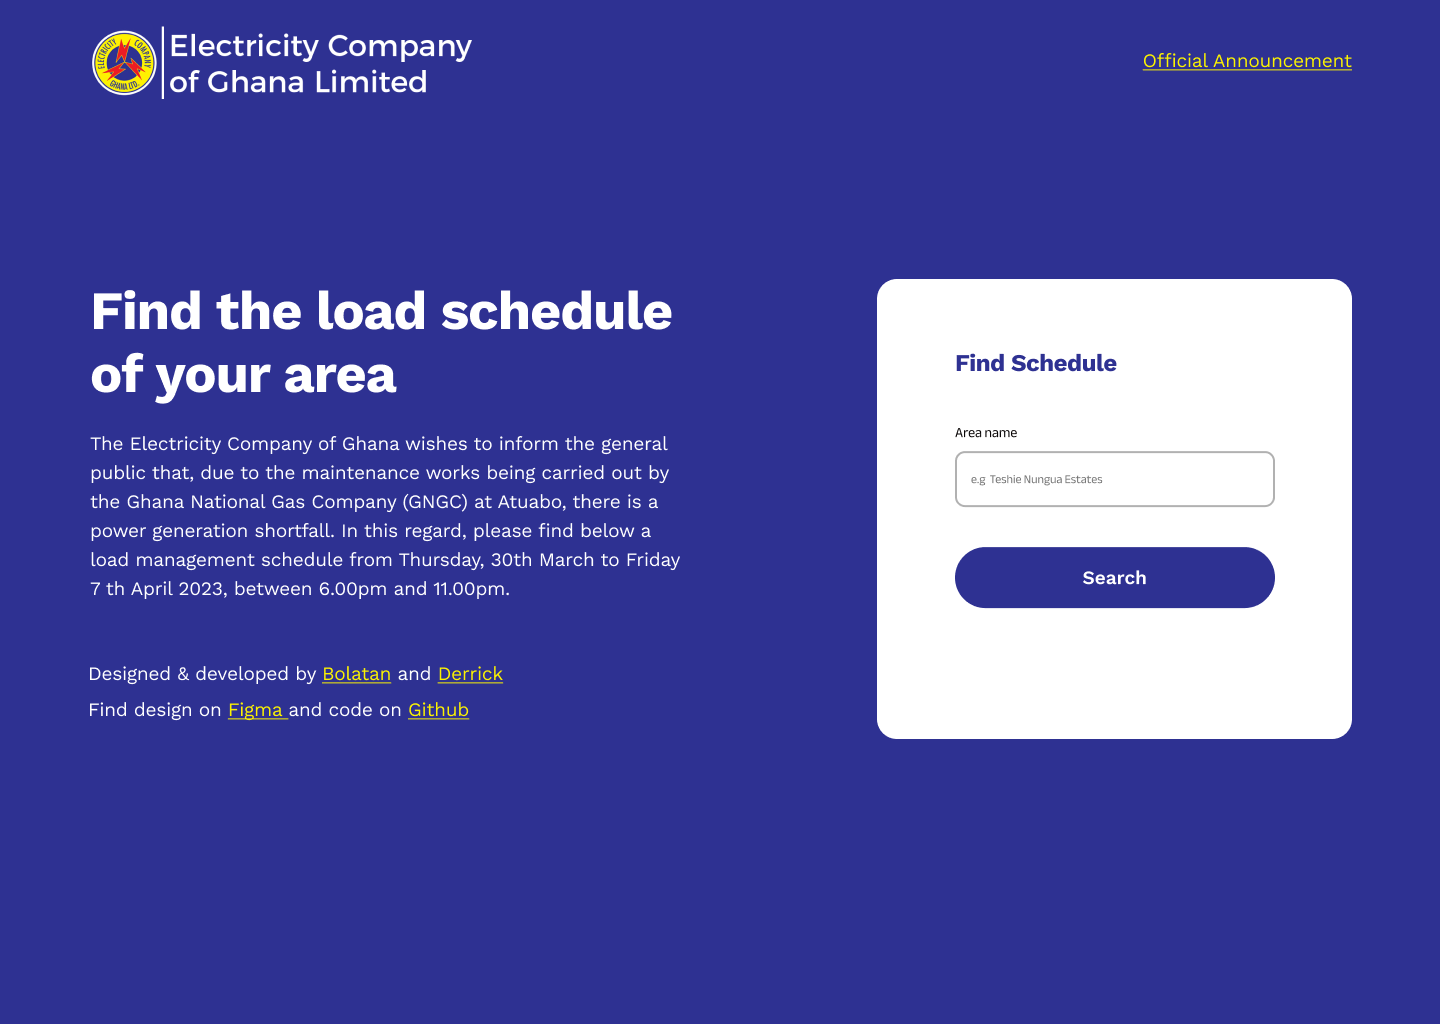 ELECTRICITY COMPANY
GHANA LTD.
Electricity Company
of Ghana Limited
Official Announcement
Find the load schedule
of your area
The Electricity Company of Ghana wishes to inform the general
public that, due to the maintenance works being carried out by
the Ghana National Gas Company (GNGC) at Atuabo, there is a
power generation shortfall. In this regard, please find below a
load management schedule from Thursday, 30th March to Friday
7 th April 2023, between 6.00pm and 11.00pm.
Designed & developed by Bolatan and Derrick
Find design on Figma and code on Github
Find Schedule
Area name
e.g Teshie Nungua Estates
Search